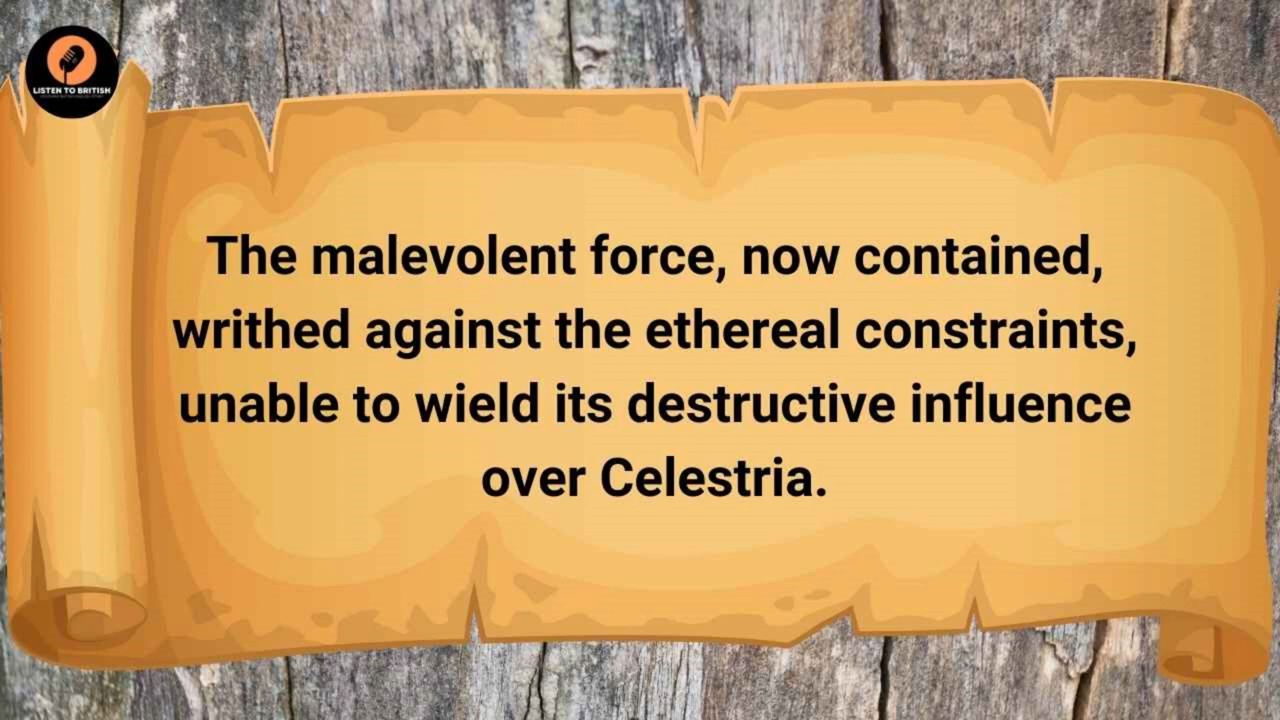 LISTEN TO BRITISH
The malevolent force, now contained,
writhed against the ethereal constraints,
unable to wield its destructive influence
over Celestria.